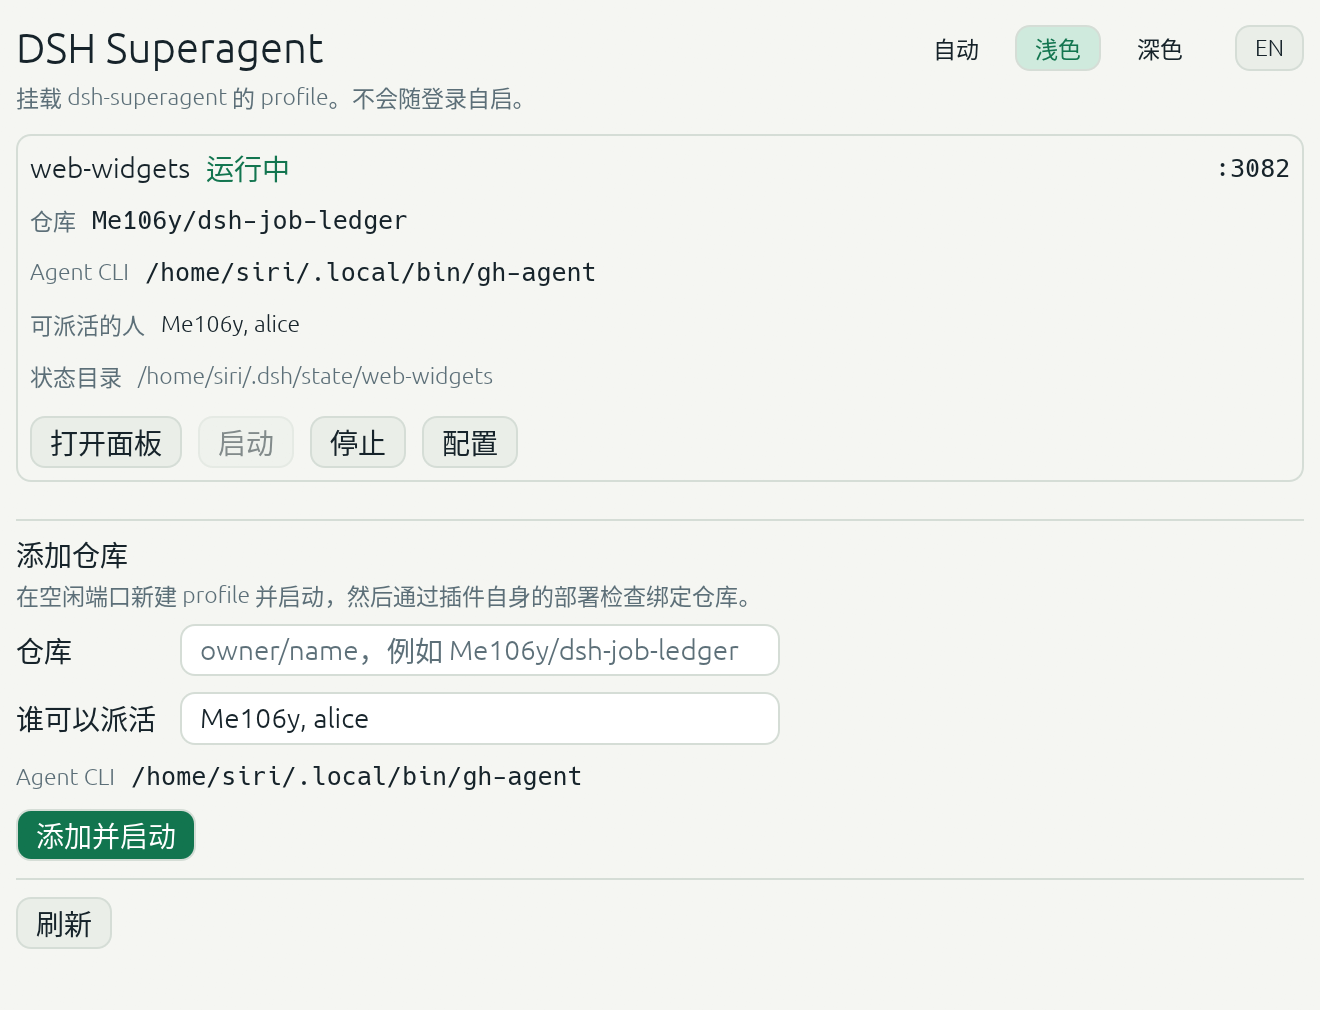 DSH Superagent 自动 浅色 深色 EN
挂载 dsh-superagent 的 profile。不会随登录自启。
web-widgets 运行中 :3082
仓库 Me106y/dsh-job-ledger
Agent CLI /home/siri/.local/bin/gh-agent
可派活的人 Me106y, alice
状态目录 /home/siri/.dsh/state/web-widgets
打开面板 启动 停止 配置
添加仓库
在空闲端口新建 profile 并启动，然后通过插件自身的部署检查绑定仓库。
仓库 owner/name，例如 Me106y/dsh-job-ledger
谁可以派活 Me106y, alice
Agent CLI /home/siri/.local/bin/gh-agent
添加并启动
刷新